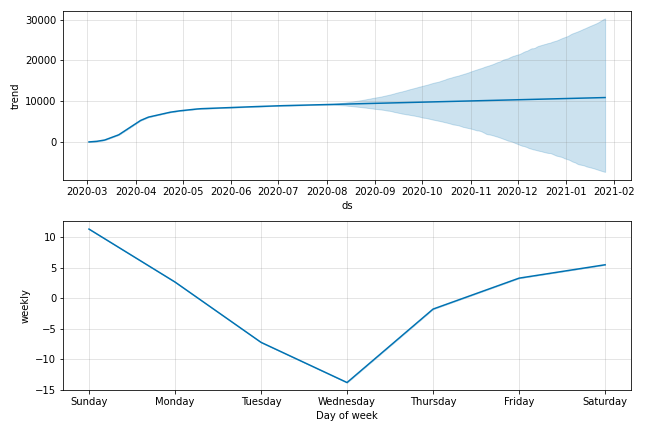 30000
20000
10000
0
trend
2020-03 2020-04 2020-05 2020-06 2020-07 2020-08 2020-09 2020-10 2020-11 2020-12 2021-01 2021-02
ds
10
5
0
−5
−10
−15
weekly
Sunday Monday Tuesday Wednesday Thursday Friday Saturday
Day of week